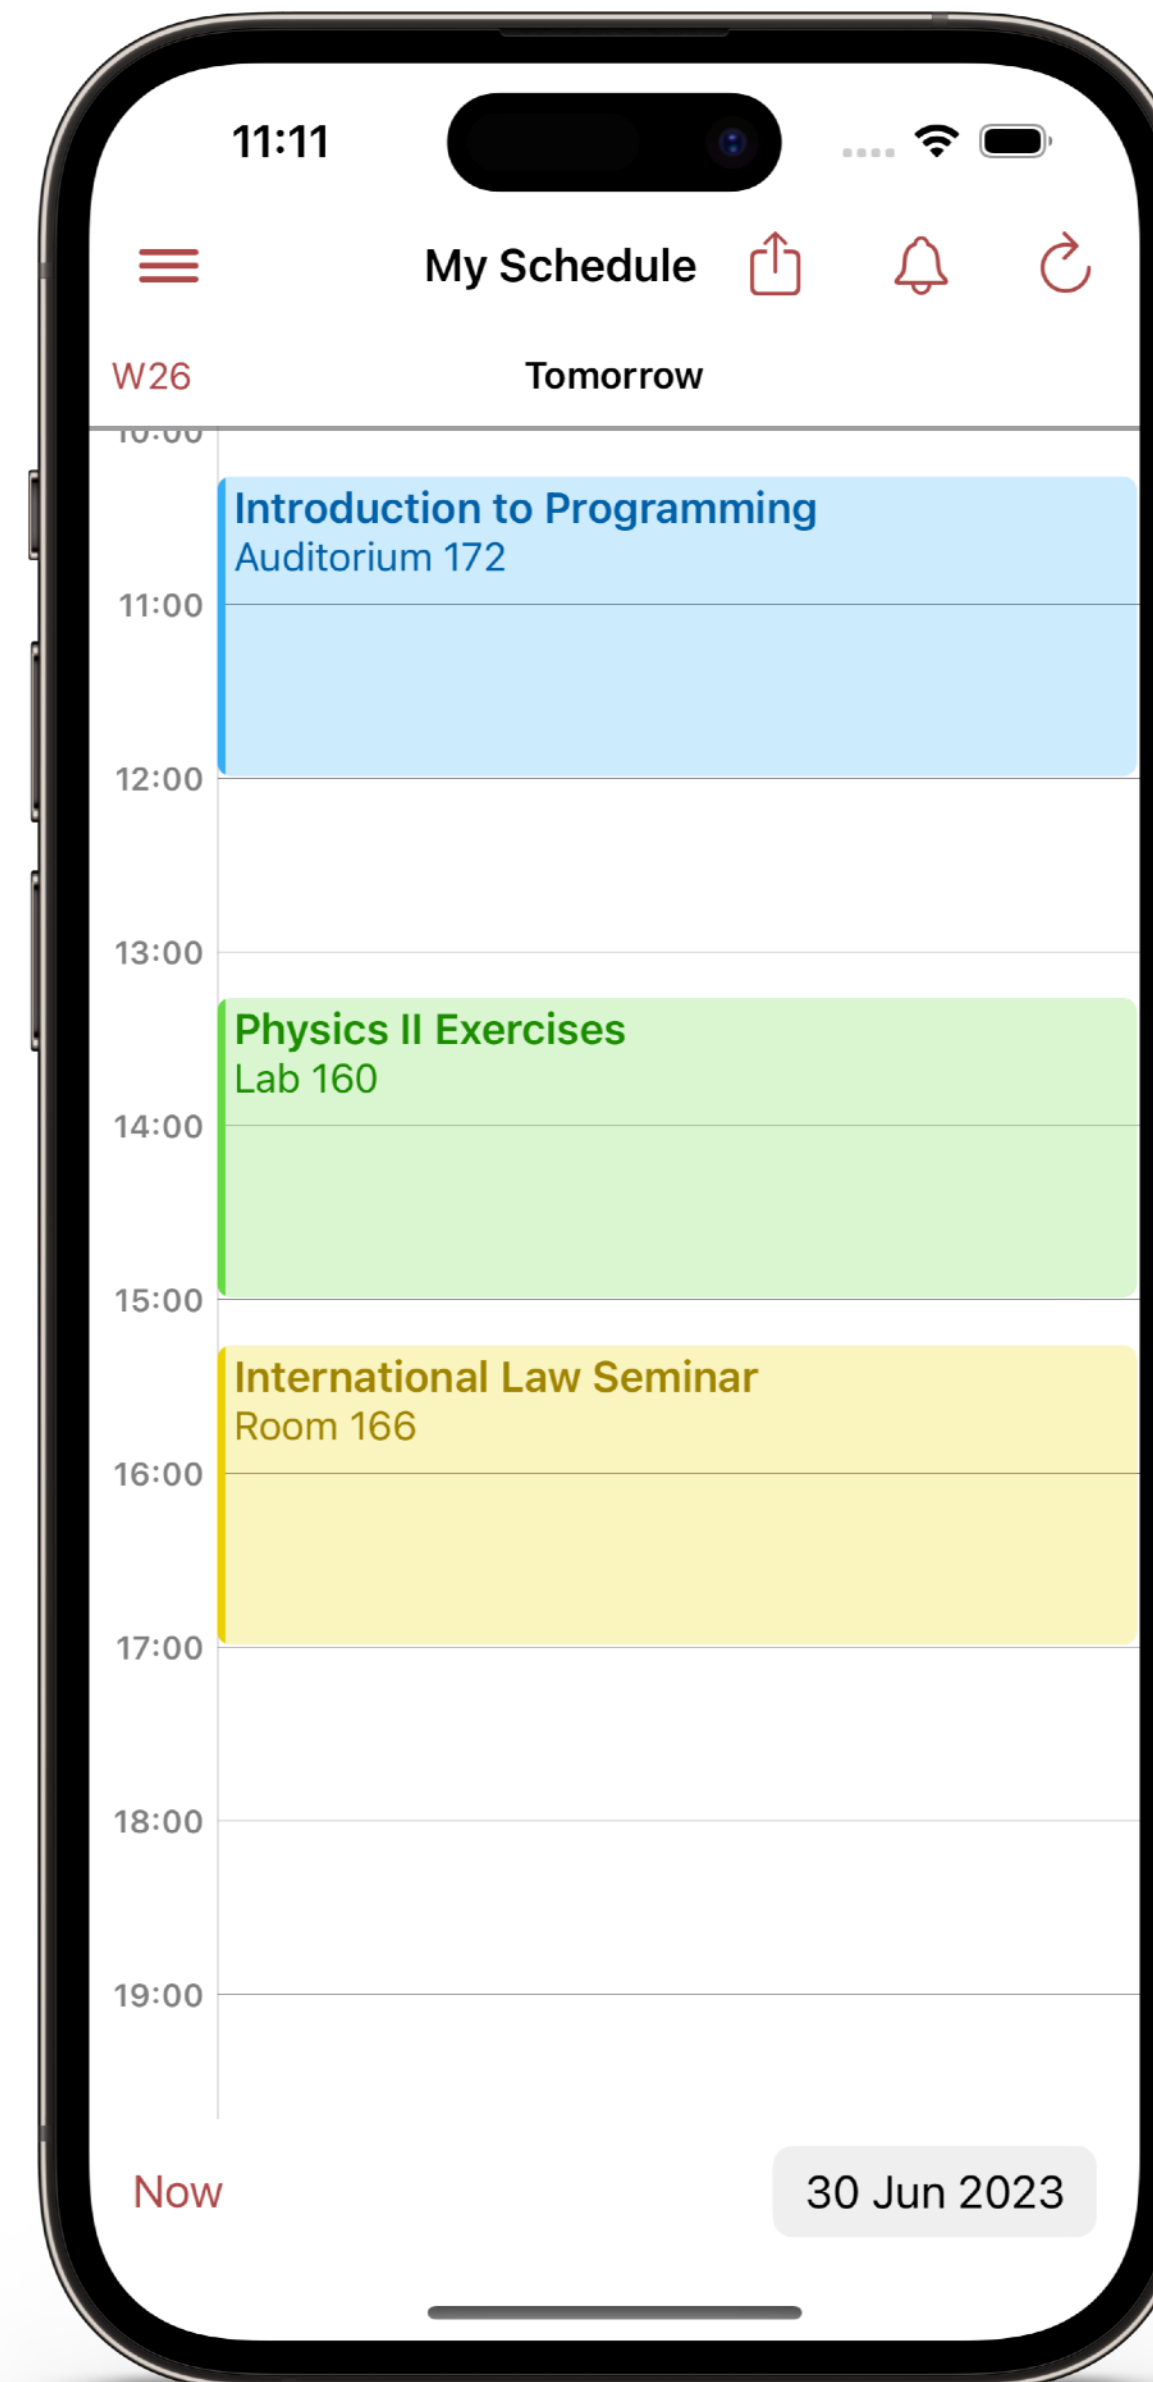 11:11
My Schedule
W26
Tomorrow
10:00
Introduction to Programming
Auditorium 172
11:00
12:00
13:00
Physics II Exercises
Lab 160
14:00
15:00
International Law Seminar
Room 166
16:00
17:00
18:00
19:00
Now
30 Jun 2023